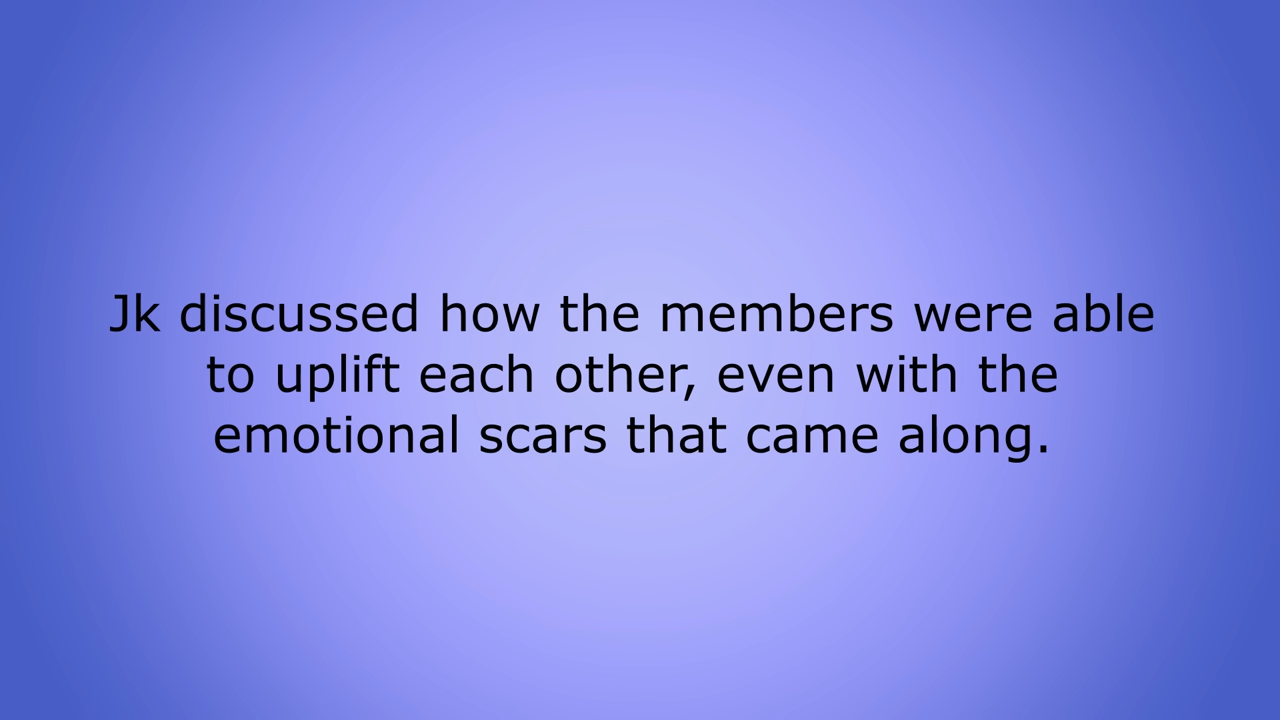 Jk discussed how the members were able
to uplift each other, even with the
emotional scars that came along.